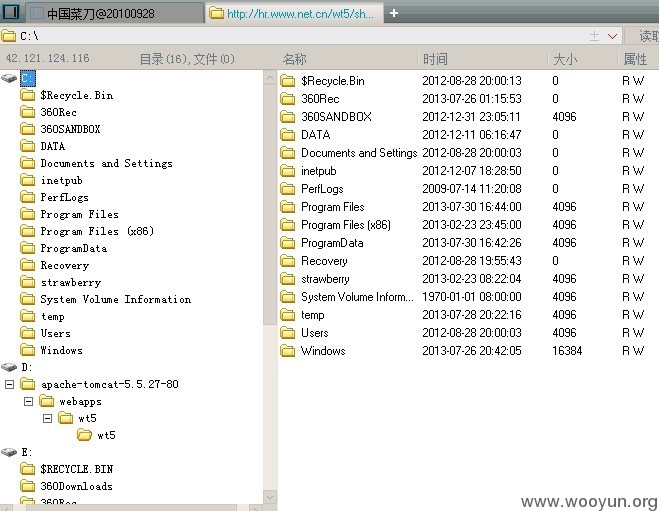 中国菜刀@20100928
http://hr.www.net.cn/wt5/sh...
C:\
读取
42.121.124.116 目录(16),文件(0) 名称 时间 大小 属性
C:
$Recycle.Bin
360Rec
360SANDBOX
DATA
Documents and Settings
inetpub
PerfLogs
Program Files
Program Files (x86)
ProgramData
Recovery
strawberry
System Volume Information
temp
Users
Windows
D:
apache-tomcat-5.5.27-80
webapps
wt5
wt5
E:
$RECYCLE.BIN
360Downloads
360Rec
$Recycle.Bin 2012-08-28 20:00:13 0 R W
360Rec 2013-07-26 01:15:53 0 R W
360SANDBOX 2012-12-31 23:05:11 4096 R W
DATA 2012-12-11 06:16:47 0 R W
Documents and Settings 2012-08-28 20:00:03 0 R W
inetpub 2012-12-07 18:28:50 0 R W
PerfLogs 2009-07-14 11:20:08 0 R W
Program Files 2013-07-30 16:44:00 4096 R W
Program Files (x86) 2013-02-23 23:45:00 4096 R W
ProgramData 2013-07-30 16:42:26 4096 R W
Recovery 2012-08-28 19:55:43 0 R W
strawberry 2013-02-23 08:22:04 4096 R W
System Volume Inform... 1970-01-01 08:00:00 4096 R W
temp 2013-07-28 20:22:16 4096 R W
Users 2012-08-28 20:00:03 4096 R W
Windows 2013-07-26 20:42:05 16384 R W
www.wooyun.org